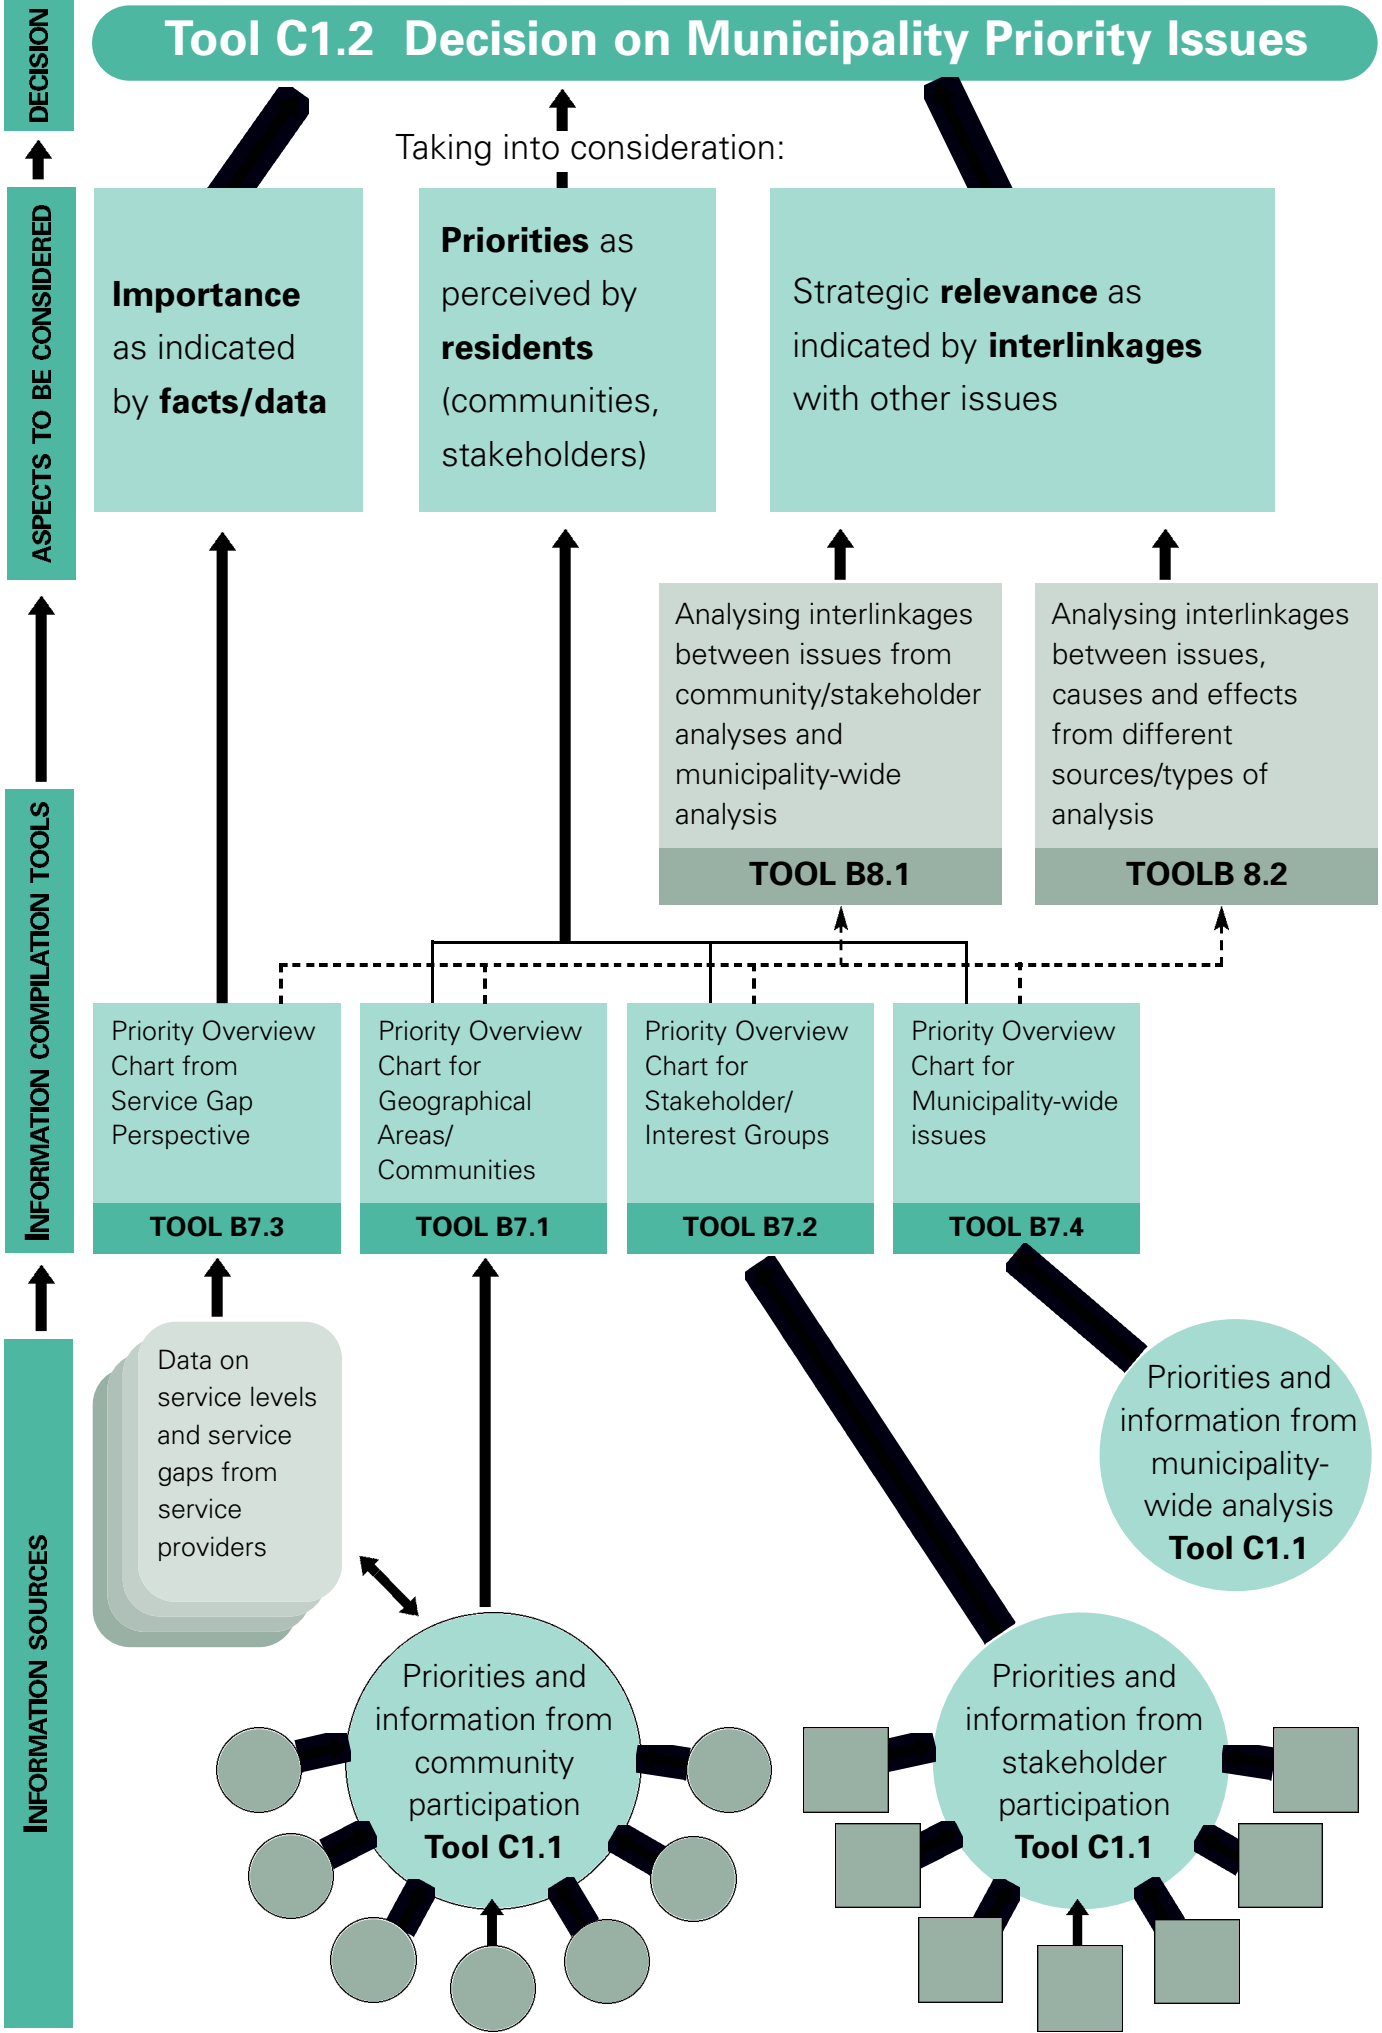 Tool C1.2 Decision on Municipality Priority Issues
DECISION
Taking into consideration:
ASPECTS TO BE CONSIDERED
Importance
as indicated
by facts/data
Priorities as
perceived by
residents
(communities,
stakeholders)
Strategic relevance as
indicated by interlinkages
with other issues
INFORMATION COMPILATION TOOLS
Analysing interlinkages
between issues from
community/stakeholder
analyses and
municipality-wide
analysis
TOOL B8.1
Analysing interlinkages
between issues,
causes and effects
from different
sources/types of
analysis
TOOLB 8.2
Priority Overview
Chart from
Service Gap
Perspective
TOOL B7.3
Priority Overview
Chart for
Geographical
Areas/
Communities
TOOL B7.1
Priority Overview
Chart for
Stakeholder/
Interest Groups
TOOL B7.2
Priority Overview
Chart for
Municipality-wide
issues
TOOL B7.4
INFORMATION SOURCES
Data on
service levels
and service
gaps from
service
providers
Priorities and
information from
municipality-
wide analysis
Tool C1.1
Priorities and
information from
community
participation
Tool C1.1
Priorities and
information from
stakeholder
participation
Tool C1.1